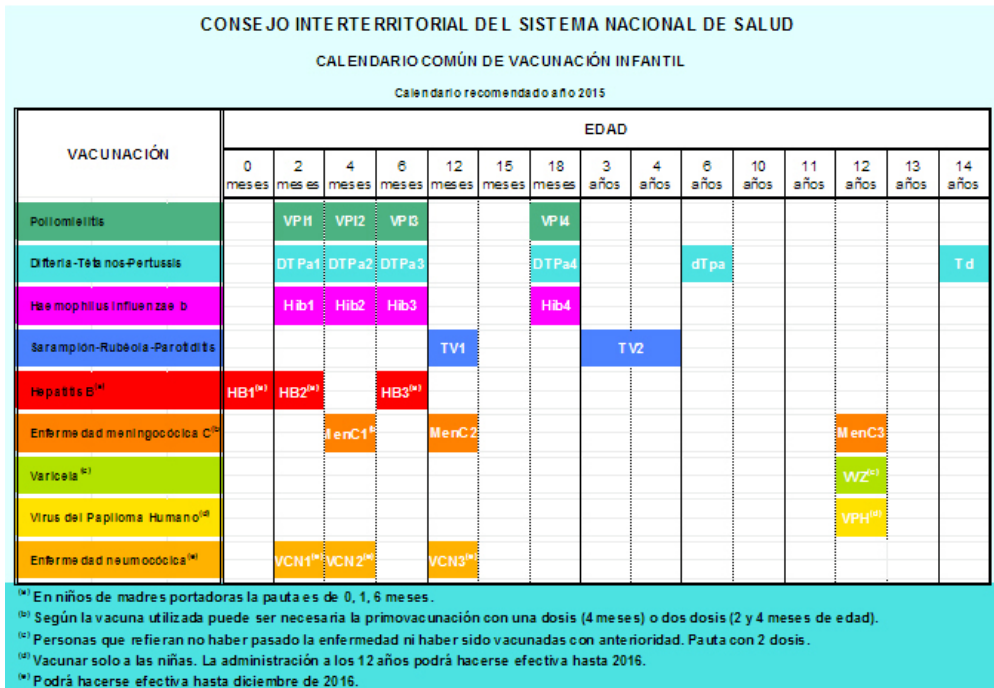 CONSEJO INTERTERRITORIAL DEL SISTEMA NACIONAL DE SALUD
CALENDARIO COMÚN DE VACUNACIÓN INFANTIL
Calendario recomendado año 2015
VACUNACIÓN
EDAD
0 meses 2 meses 4 meses 6 meses 12 meses 15 meses 18 meses 3 años 4 años 6 años 10 años 11 años 12 años 13 años 14 años
Poliomielitis VPI1 VPI2 VPI3 VPI4
Difteria-Tétanos-Pertussis DTPa1 DTPa2 DTPa3 DTPa4 dTpa Td
Haemophilus Influenzae b Hib1 Hib2 Hib3 Hib4
Sarampión-Rubéola-Parotiditis TV1 TV2
Hepatitis B(a) HB1(a) HB2(a) HB3(a)
Enfermedad meningocócica C(b) MenC1(b MenC2 MenC3
Varicela(c) VVZ(c)
Virus del Papiloma Humano(d) VPH(d)
Enfermedad neumocócica(e) VCN1(e) VCN2(e) VCN3(e)
(a) En niños de madres portadoras la pauta es de 0, 1, 6 meses.
(b) Según la vacuna utilizada puede ser necesaria la primovacunación con una dosis (4 meses) o dos dosis (2 y 4 meses de edad).
(c) Personas que refieran no haber pasado la enfermedad ni haber sido vacunadas con anterioridad. Pauta con 2 dosis.
(d) Vacunar solo a las niñas. La administración a los 12 años podrá hacerse efectiva hasta 2016.
(e) Podrá hacerse efectiva hasta diciembre de 2016.